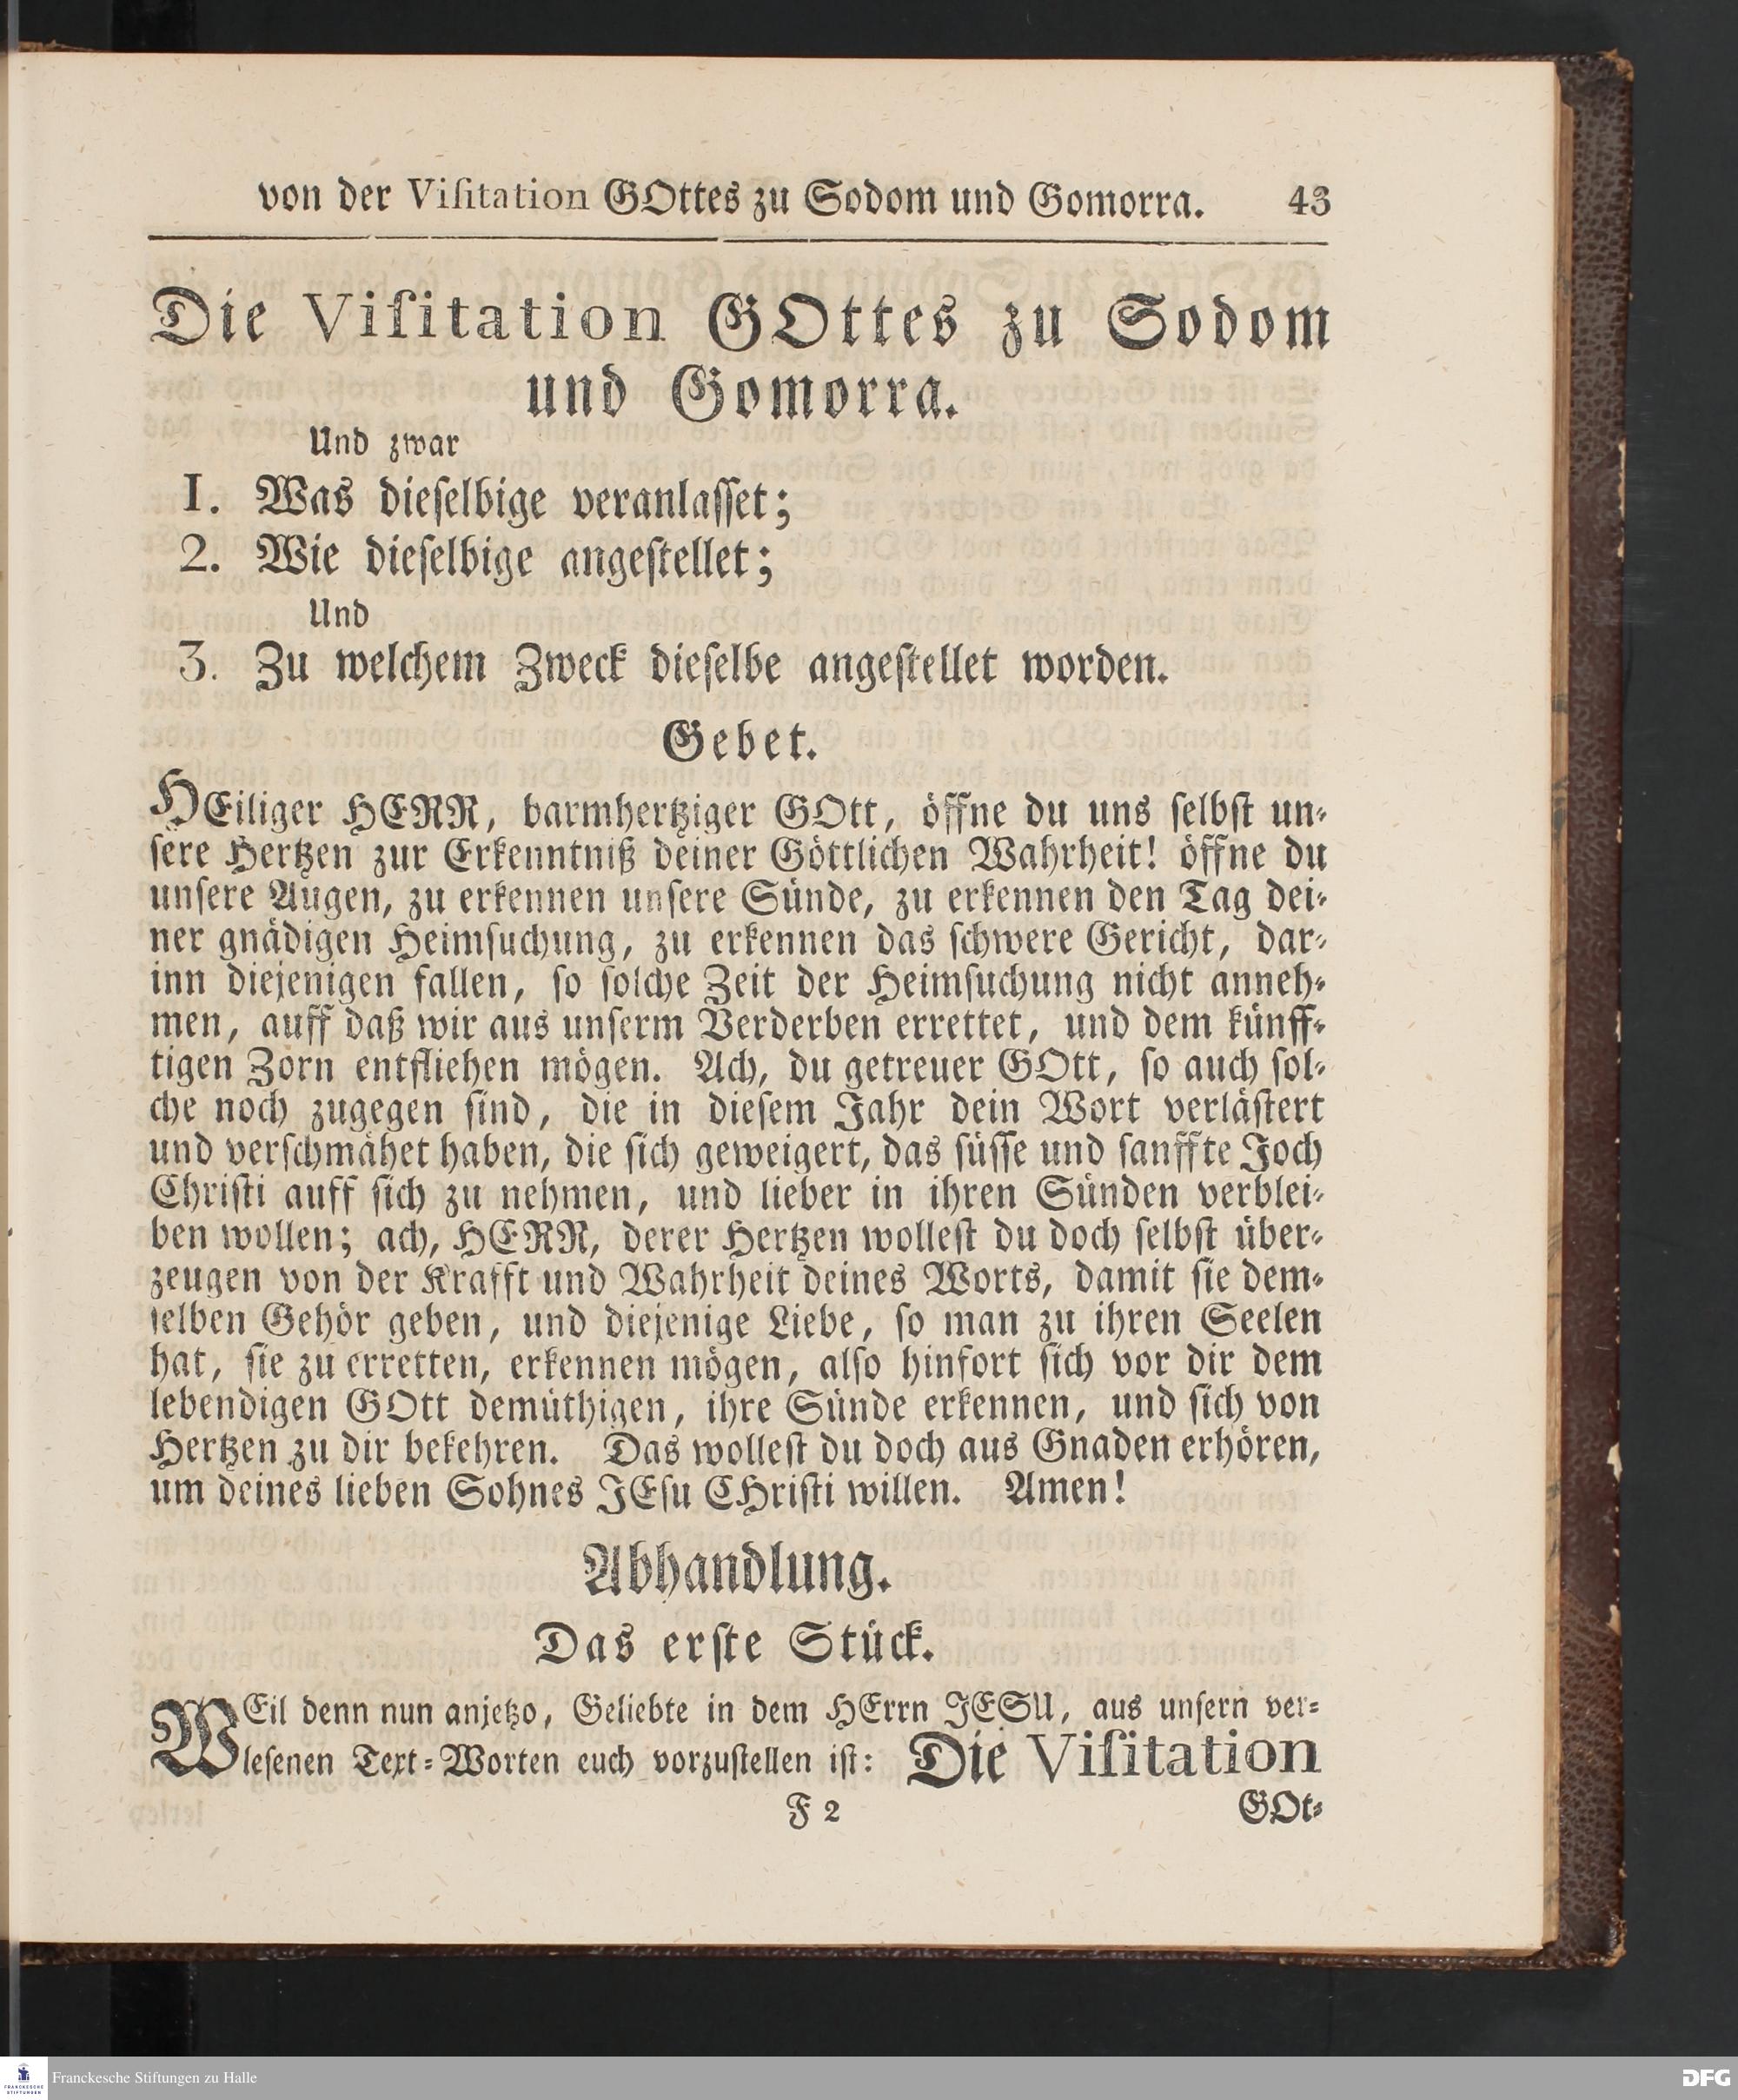 von der Viſitation GOttes zu Sodom und Gomorra. 43
Die Viſitation GOttes zu Sodom
und Gomorra.
Und zwar
1. Was dieſelbige veranlaſſet;
2. Wie dieſelbige angeſtellet;
Und
3. Zu welchem Zweck dieſelbe angeſtellet worden.
Gebet.
HEiliger HERR, barmhertziger GOtt, öffne du uns ſelbſt un-
ſere Hertzen zur Erkenntniß deiner Göttlichen Wahrheit! öffne du
unſere Augen, zu erkennen unſere Sünde, zu erkennen den Tag dei-
ner gnädigen Heimſuchung, zu erkennen das ſchwere Gericht, dar-
inn diejenigen fallen, ſo ſolche Zeit der Heimſuchung nicht anneh-
men, auff daß wir aus unſerm Verderben errettet, und dem künff-
tigen Zorn entfliehen mögen. Ach, du getreuer GOtt, ſo auch ſol-
che noch zugegen ſind, die in dieſem Jahr dein Wort verläſtert
und verſchmähet haben, die ſich geweigert, das ſüſſe und ſanffte Joch
Chriſti auff ſich zu nehmen, und lieber in ihren Sünden verblei-
ben wollen; ach, HERR, derer Hertzen wolleſt du doch ſelbſt über-
zeugen von der Krafft und Wahrheit deines Worts, damit ſie dem-
ſelben Gehör geben, und diejenige Liebe, ſo man zu ihren Seelen
hat, ſie zu erretten, erkennen mögen, alſo hinfort ſich vor dir dem
lebendigen GOtt demüthigen, ihre Sünde erkennen, und ſich von
Hertzen zu dir bekehren. Das wolleſt du doch aus Gnaden erhören,
um deines lieben Sohnes JEſu CHriſti willen. Amen!
Abhandlung.
Das erſte Stück.
WEil denn nun anjetzo, Geliebte in dem HErrn JESU, aus unſern ver-
leſenen Text-Worten euch vorzuſtellen iſt: Die Viſitation
F 2 GOt-
Franckesche Stiftungen zu Halle
FRANCKESCHE
STIFTUNGEN
DFG